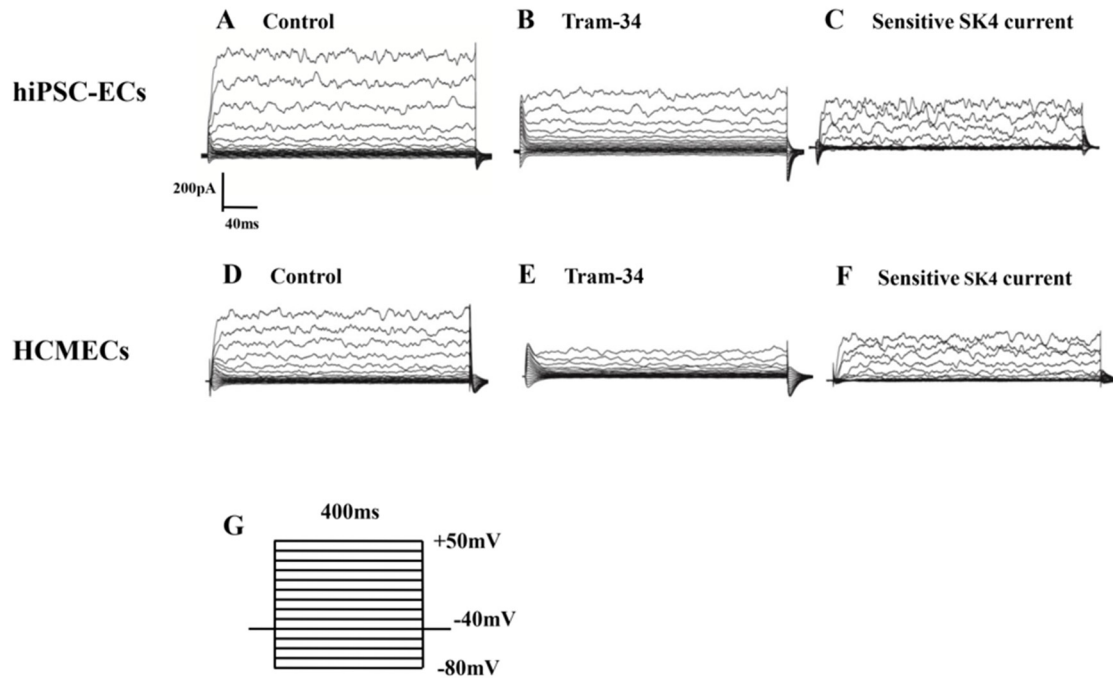 A Control
B Tram-34
C Sensitive SK4 current
hiPSC-ECs
200pA
40ms
D Control
E Tram-34
F Sensitive SK4 current
HCMECs
G
400ms
+50mV
-40mV
-80mV